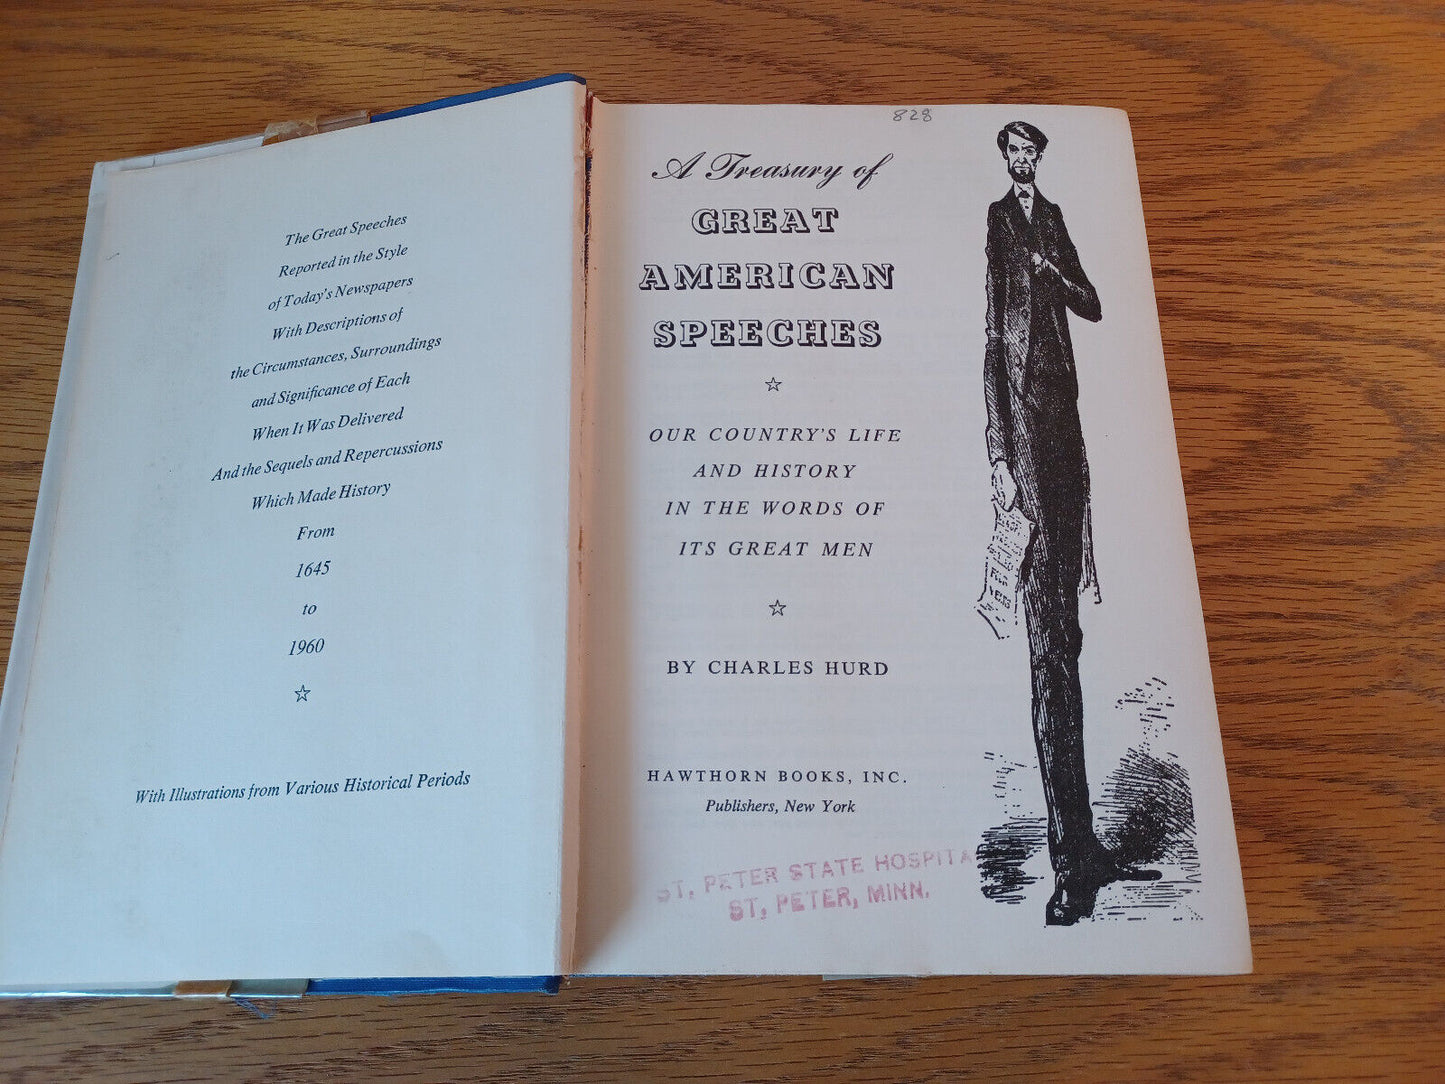 The Great Speeches
Reported in the Style
of Today's Newspapers
With Descriptions of
the Circumstances, Surroundings
and Significance of Each
When It Was Delivered
And the Sequels and Repercussions
Which Made History
From
1645
to
1960
With Illustrations from Various Historical Periods
828
A Treasury of
GREAT
AMERICAN
SPEECHES
OUR COUNTRY'S LIFE
AND HISTORY
IN THE WORDS OF
ITS GREAT MEN
BY CHARLES HURD
HAWTHORN BOOKS, INC.
Publishers, New York
ST, PETER STATE HOSPITA
ST, PETER, MINN.